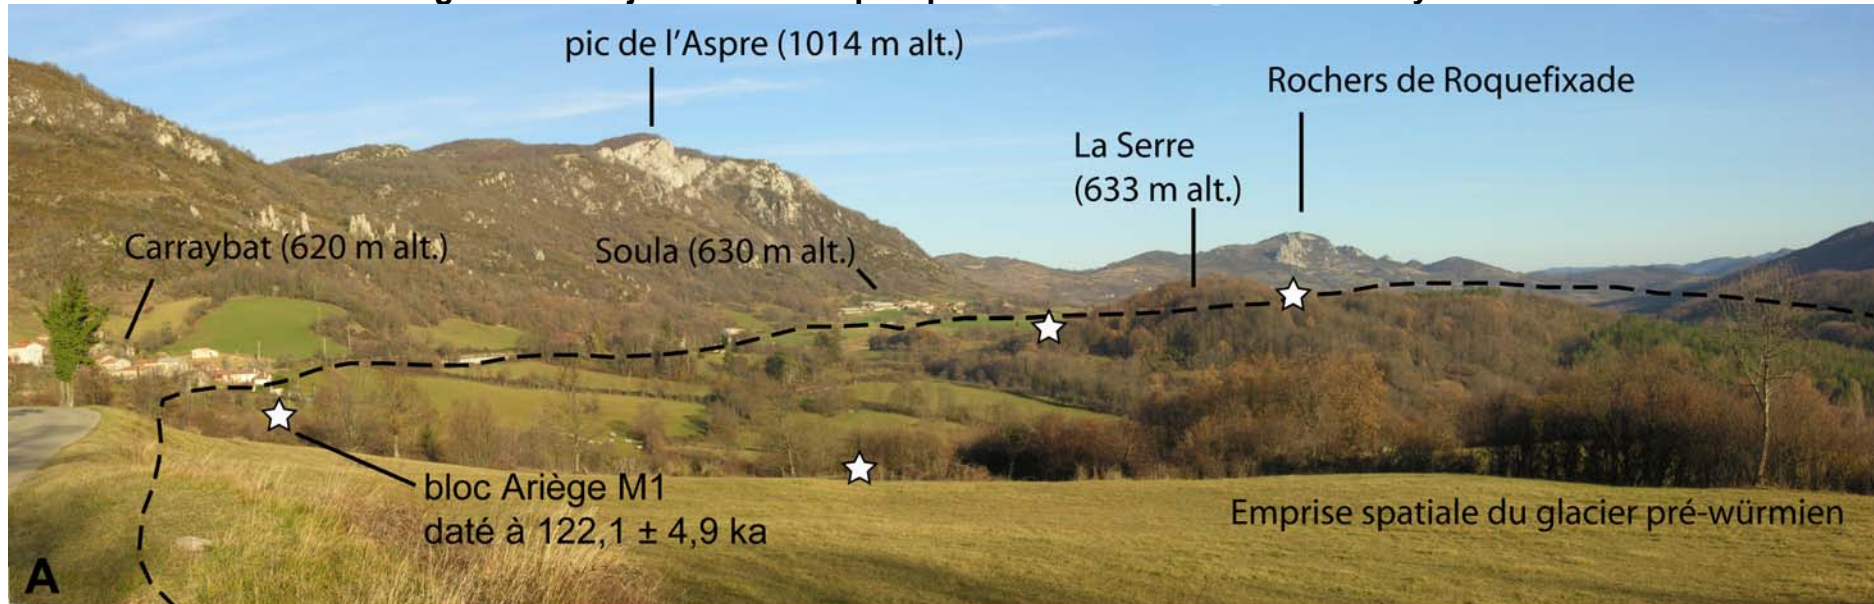 pic de l'Aspre (1014 m alt.)
Rochers de Roquefixade
La Serre
(633 m alt.)
Carraybat (620 m alt.)
Soula (630 m alt.)
bloc Ariège M1
daté à 122,1 ± 4,9 ka
Emprise spatiale du glacier pré-würmien
A